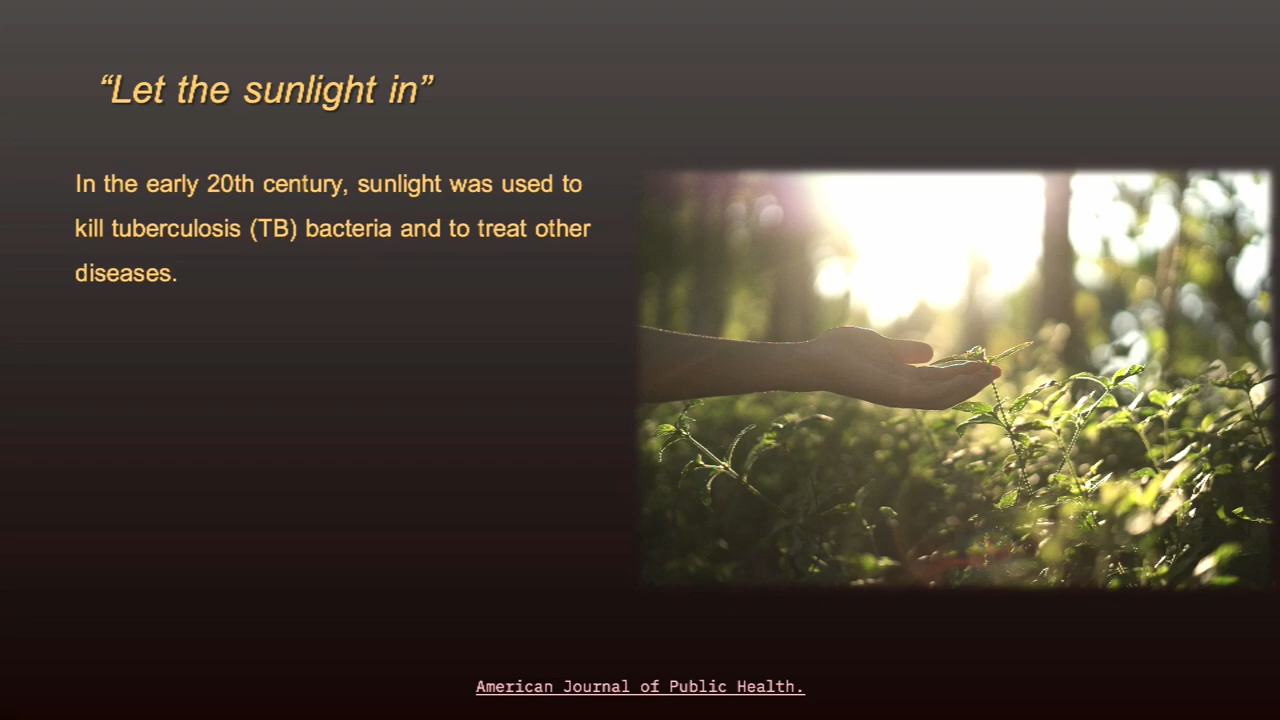 “Let the sunlight in”
In the early 20th century, sunlight was used to
kill tuberculosis (TB) bacteria and to treat other
diseases.
American Journal of Public Health.